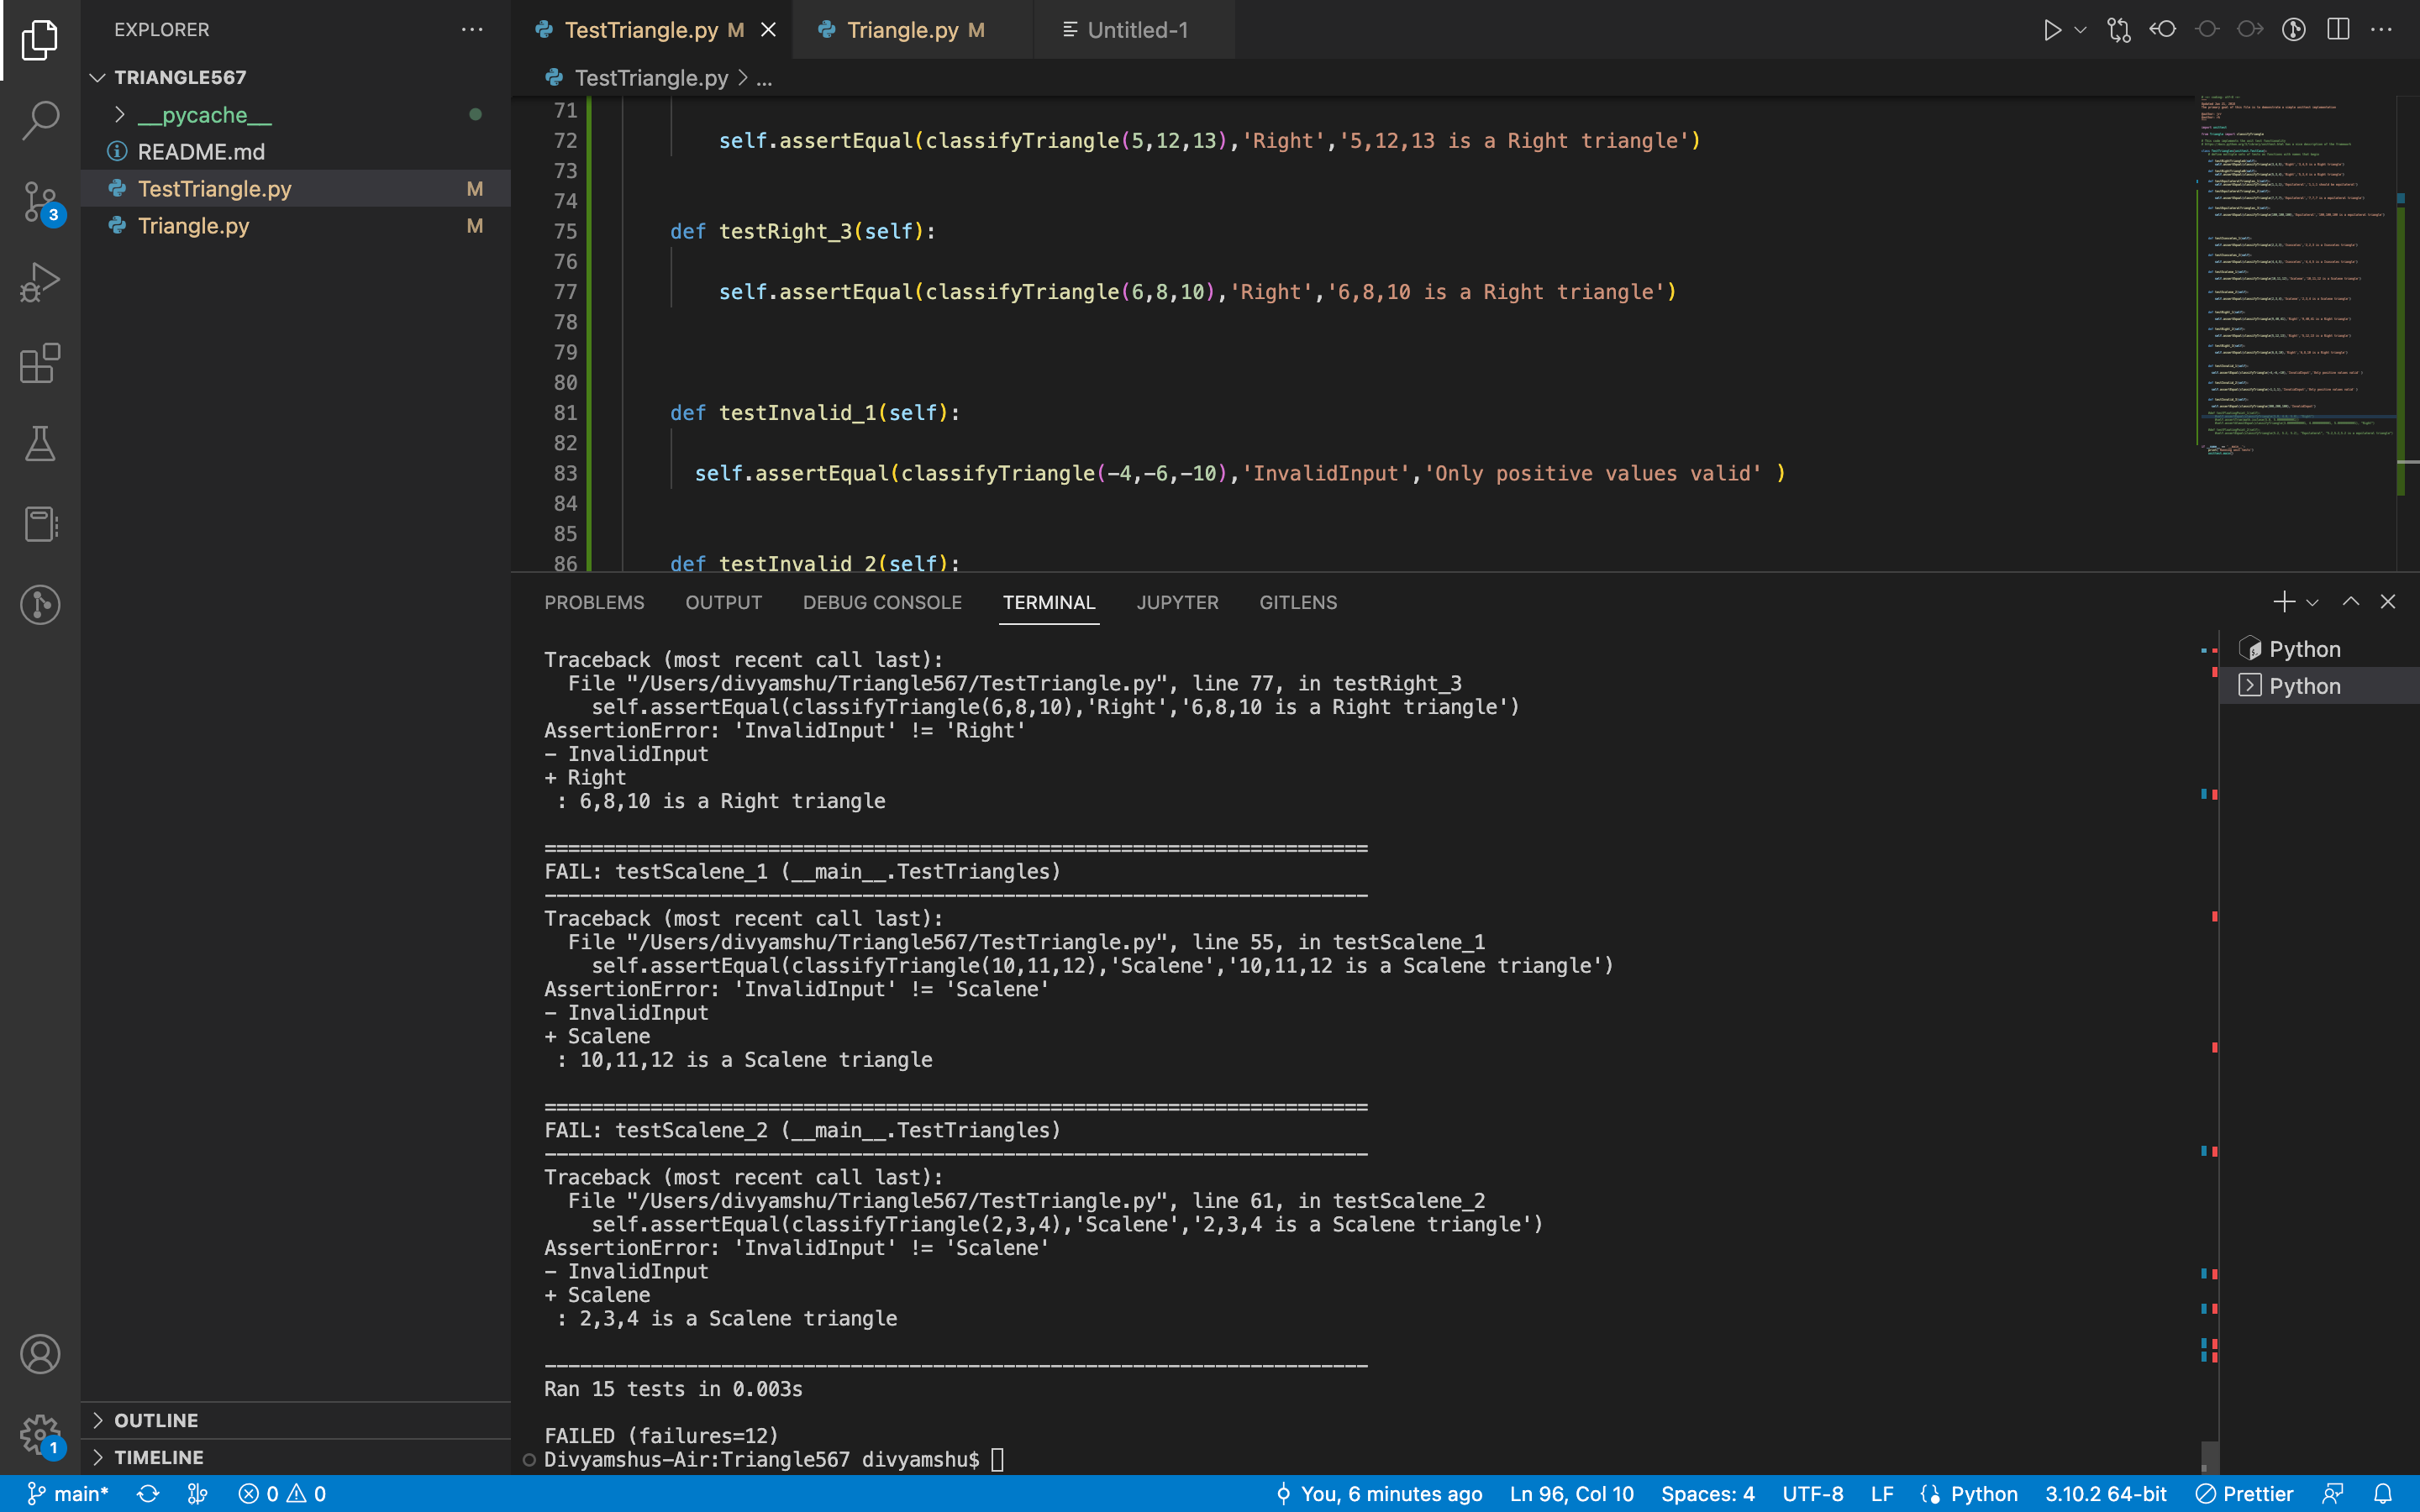 EXPLORER
TRIANGLE567
__pycache__
README.md
TestTriangle.py M
Triangle.py M
OUTLINE
TIMELINE
3
1
TestTriangle.py M
Triangle.py M
Untitled-1
TestTriangle.py > ...
71
72 self.assertEqual(classifyTriangle(5,12,13),'Right','5,12,13 is a Right triangle')
73
74
75 def testRight_3(self):
76
77 self.assertEqual(classifyTriangle(6,8,10),'Right','6,8,10 is a Right triangle')
78
79
80
81 def testInvalid_1(self):
82
83 self.assertEqual(classifyTriangle(-4,-6,-10),'InvalidInput','Only positive values valid' )
84
85
86 def testInvalid_2(self):
PROBLEMS OUTPUT DEBUG CONSOLE TERMINAL JUPYTER GITLENS
Traceback (most recent call last):
File "/Users/divyamshu/Triangle567/TestTriangle.py", line 77, in testRight_3
self.assertEqual(classifyTriangle(6,8,10),'Right','6,8,10 is a Right triangle')
AssertionError: 'InvalidInput' != 'Right'
- InvalidInput
+ Right
: 6,8,10 is a Right triangle
======================================================================
FAIL: testScalene_1 (__main__.TestTriangles)
----------------------------------------------------------------------
Traceback (most recent call last):
File "/Users/divyamshu/Triangle567/TestTriangle.py", line 55, in testScalene_1
self.assertEqual(classifyTriangle(10,11,12),'Scalene','10,11,12 is a Scalene triangle')
AssertionError: 'InvalidInput' != 'Scalene'
- InvalidInput
+ Scalene
: 10,11,12 is a Scalene triangle
======================================================================
FAIL: testScalene_2 (__main__.TestTriangles)
----------------------------------------------------------------------
Traceback (most recent call last):
File "/Users/divyamshu/Triangle567/TestTriangle.py", line 61, in testScalene_2
self.assertEqual(classifyTriangle(2,3,4),'Scalene','2,3,4 is a Scalene triangle')
AssertionError: 'InvalidInput' != 'Scalene'
- InvalidInput
+ Scalene
: 2,3,4 is a Scalene triangle
----------------------------------------------------------------------
Ran 15 tests in 0.003s
FAILED (failures=12)
Divyamshus-Air:Triangle567 divyamshu$
Python
Python
main* 0 0 You, 6 minutes ago Ln 96, Col 10 Spaces: 4 UTF-8 LF Python 3.10.2 64-bit Prettier